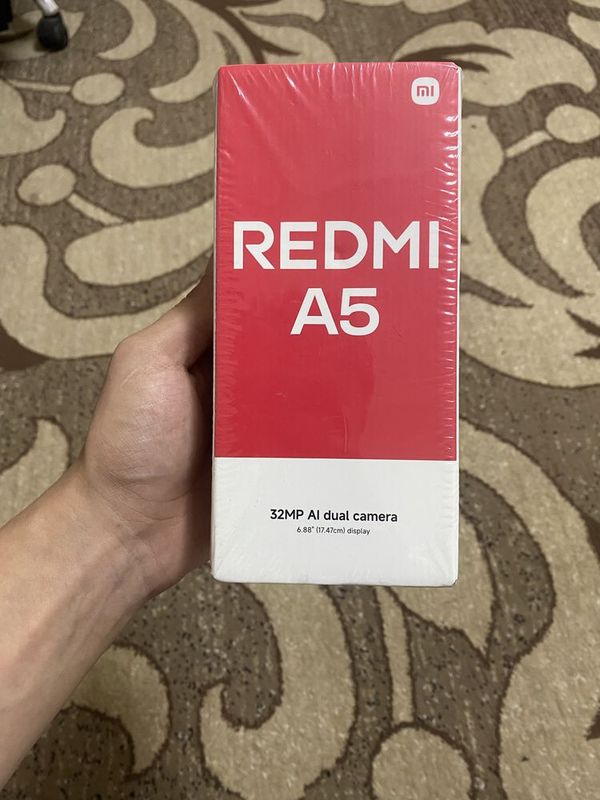 mi
REDMI
A5
32MP AI dual camera
6.88" (17.47cm) display